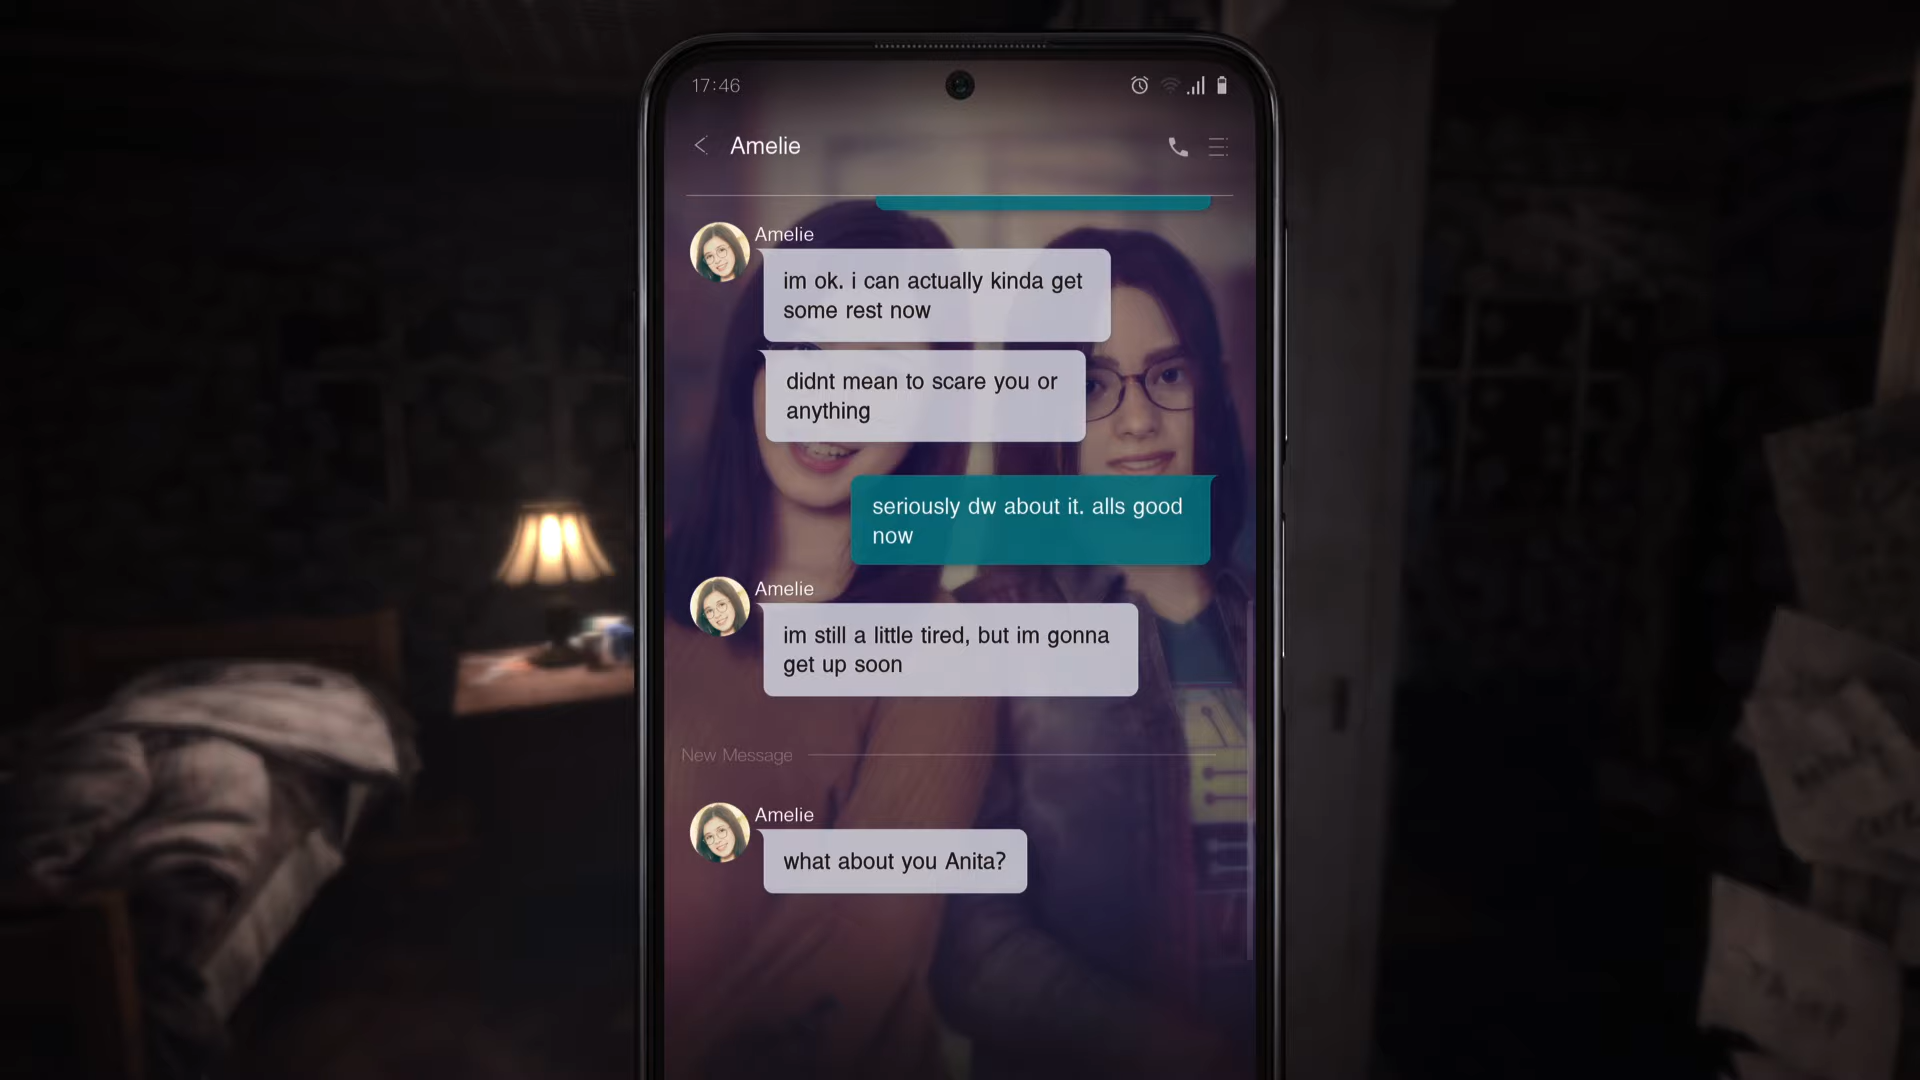 17:46
Amelie
Amelie
im ok. i can actually kinda get
some rest now
didnt mean to scare you or
anything
seriously dw about it. alls good
now
Amelie
im still a little tired, but im gonna
get up soon
New Message
Amelie
what about you Anita?